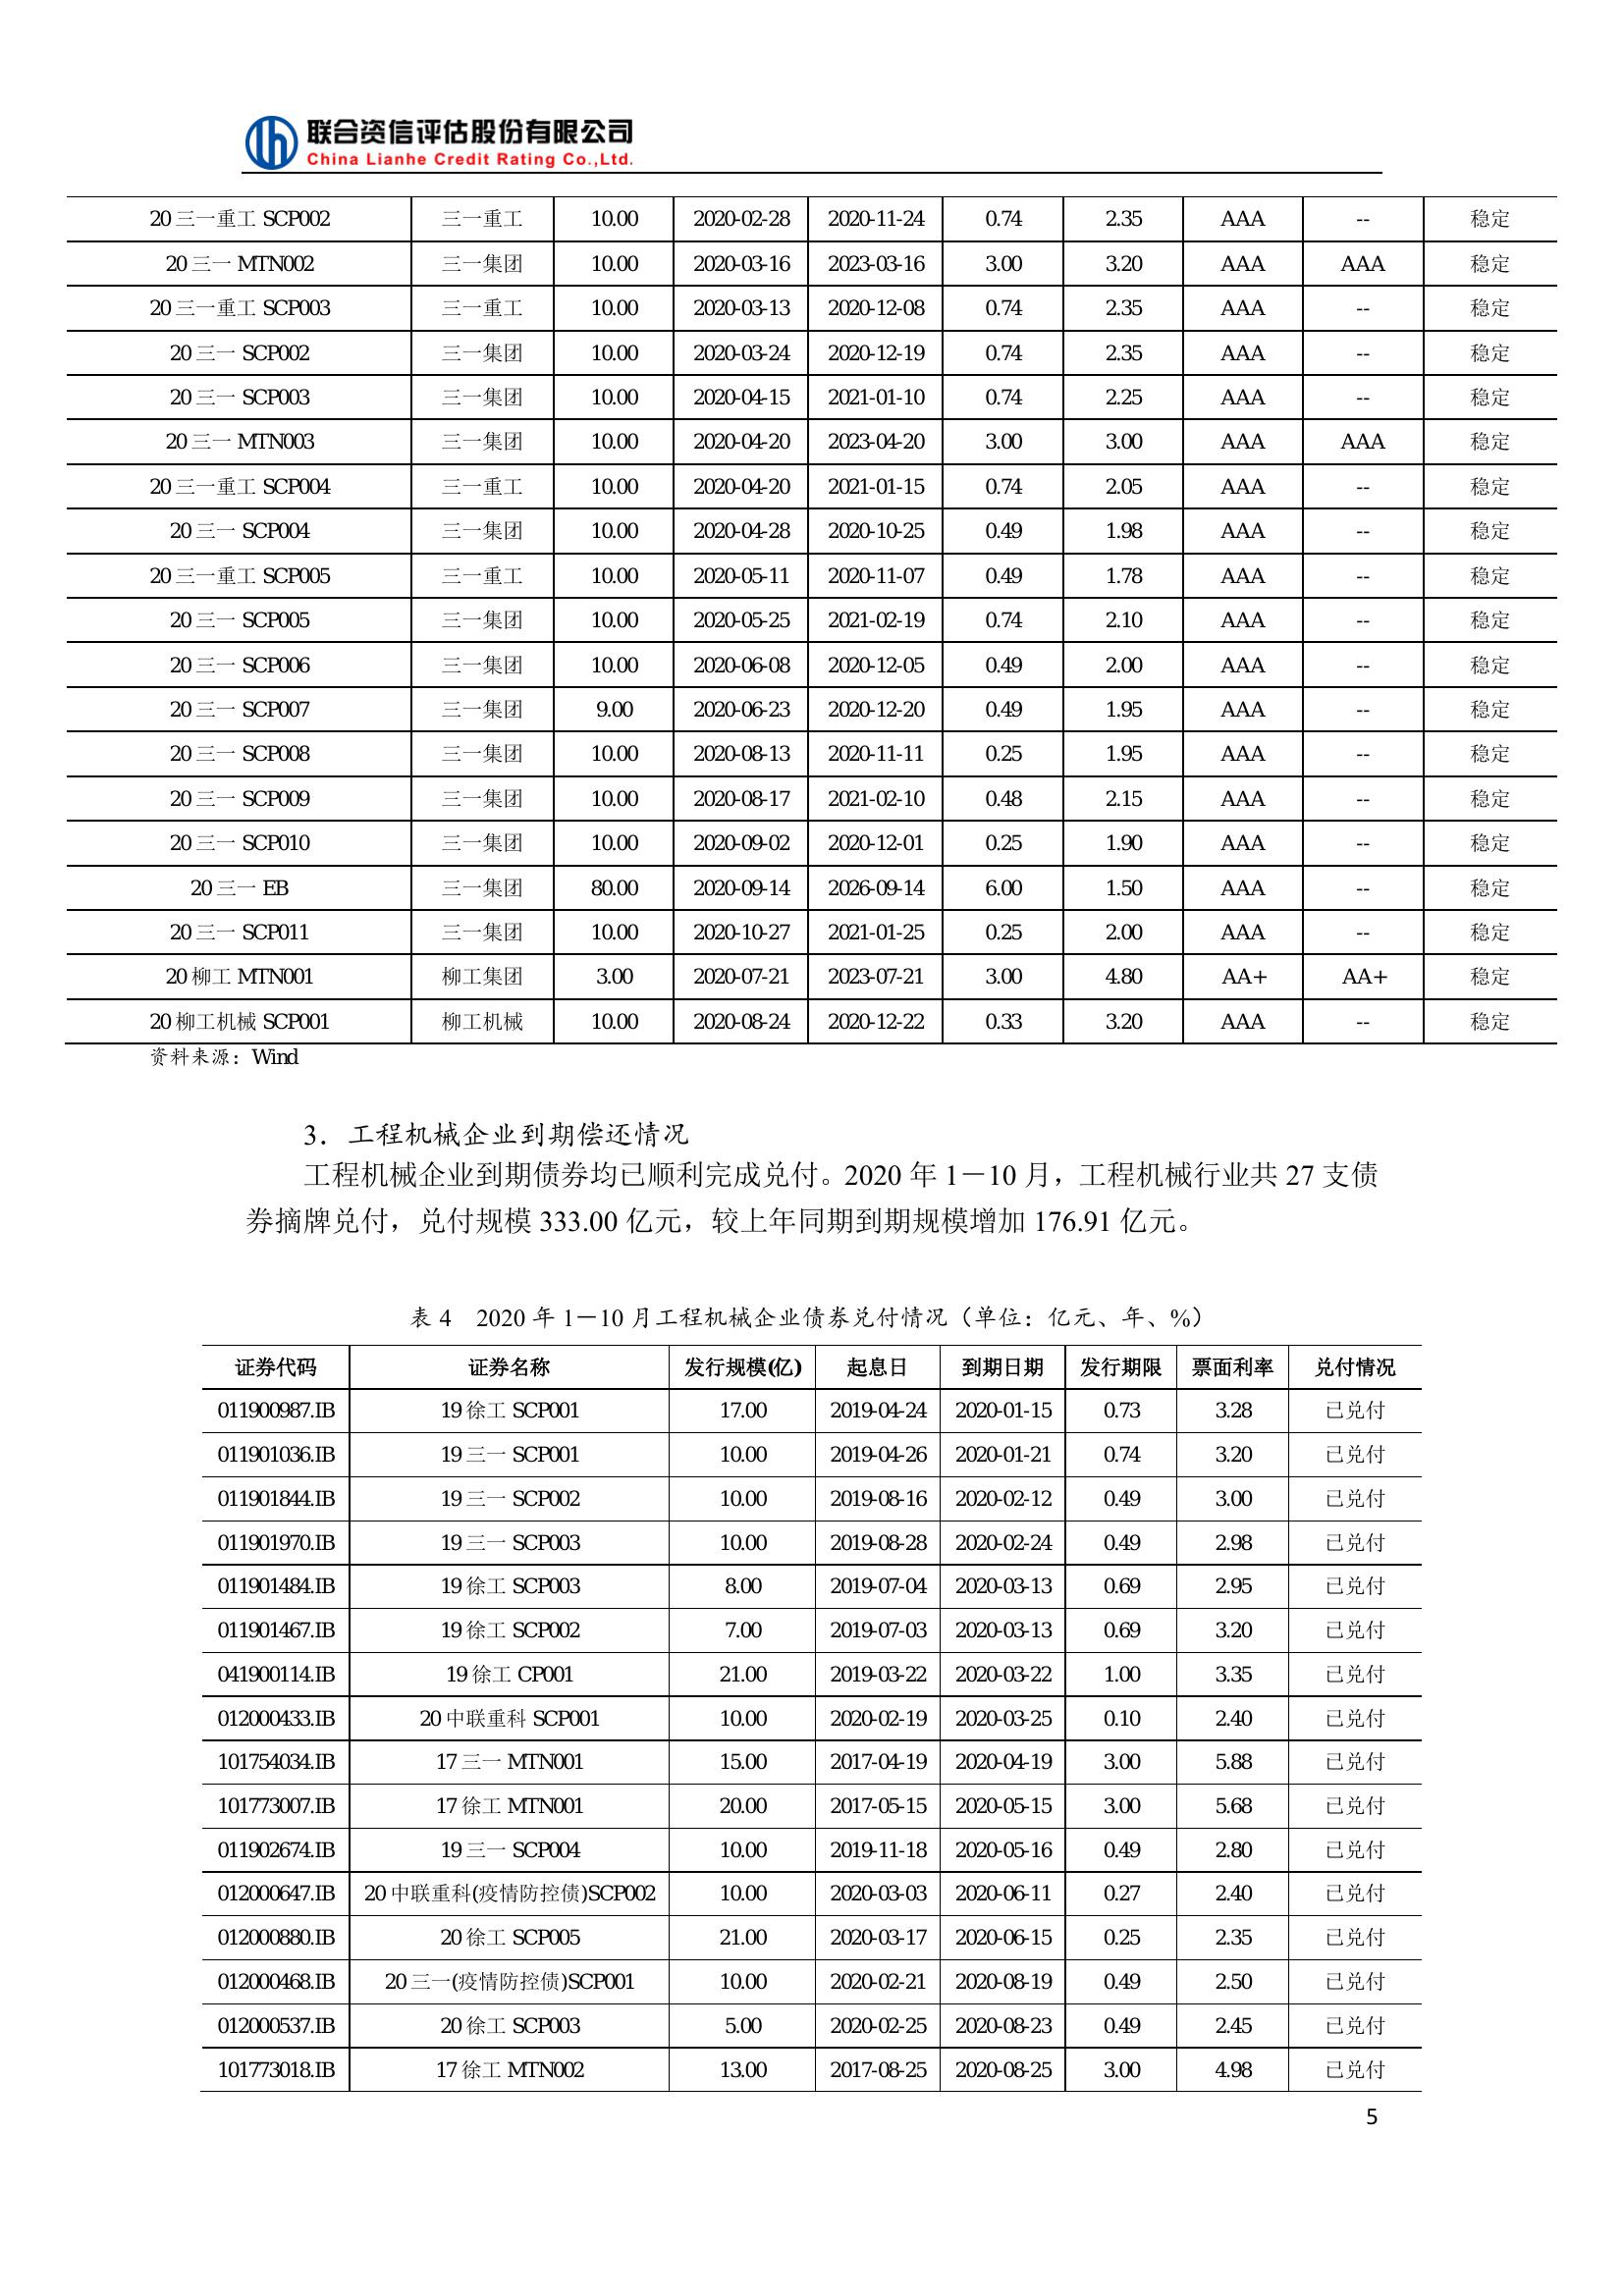 联合资信评估股份有限公司
China Lianhe Credit Rating Co.,Ltd.
20 三一重工 SCP002 三一重工 10.00 2020-02-28 2020-11-24 0.74 2.35 AAA -- 稳定
20 三一 MTN002 三一集团 10.00 2020-03-16 2023-03-16 3.00 3.20 AAA AAA 稳定
20 三一重工 SCP003 三一重工 10.00 2020-03-13 2020-12-08 0.74 2.35 AAA -- 稳定
20 三一 SCP002 三一集团 10.00 2020-03-24 2020-12-19 0.74 2.35 AAA -- 稳定
20 三一 SCP003 三一集团 10.00 2020-04-15 2021-01-10 0.74 2.25 AAA -- 稳定
20 三一 MTN003 三一集团 10.00 2020-04-20 2023-04-20 3.00 3.00 AAA AAA 稳定
20 三一重工 SCP004 三一重工 10.00 2020-04-20 2021-01-15 0.74 2.05 AAA -- 稳定
20 三一 SCP004 三一集团 10.00 2020-04-28 2020-10-25 0.49 1.98 AAA -- 稳定
20 三一重工 SCP005 三一重工 10.00 2020-05-11 2020-11-07 0.49 1.78 AAA -- 稳定
20 三一 SCP005 三一集团 10.00 2020-05-25 2021-02-19 0.74 2.10 AAA -- 稳定
20 三一 SCP006 三一集团 10.00 2020-06-08 2020-12-05 0.49 2.00 AAA -- 稳定
20 三一 SCP007 三一集团 9.00 2020-06-23 2020-12-20 0.49 1.95 AAA -- 稳定
20 三一 SCP008 三一集团 10.00 2020-08-13 2020-11-11 0.25 1.95 AAA -- 稳定
20 三一 SCP009 三一集团 10.00 2020-08-17 2021-02-10 0.48 2.15 AAA -- 稳定
20 三一 SCP010 三一集团 10.00 2020-09-02 2020-12-01 0.25 1.90 AAA -- 稳定
20 三一 EB 三一集团 80.00 2020-09-14 2026-09-14 6.00 1.50 AAA -- 稳定
20 三一 SCP011 三一集团 10.00 2020-10-27 2021-01-25 0.25 2.00 AAA -- 稳定
20 柳工 MTN001 柳工集团 3.00 2020-07-21 2023-07-21 3.00 4.80 AA+ AA+ 稳定
20 柳工机械 SCP001 柳工机械 10.00 2020-08-24 2020-12-22 0.33 3.20 AAA -- 稳定
资料来源：Wind
3．工程机械企业到期偿还情况
工程机械企业到期债券均已顺利完成兑付。2020 年 1－10 月，工程机械行业共 27 支债
券摘牌兑付，兑付规模 333.00 亿元，较上年同期到期规模增加 176.91 亿元。
表 4 2020 年 1－10 月工程机械企业债券兑付情况（单位：亿元、年、%）
证券代码 证券名称 发行规模(亿) 起息日 到期日期 发行期限 票面利率 兑付情况
011900987.IB 19 徐工 SCP001 17.00 2019-04-24 2020-01-15 0.73 3.28 已兑付
011901036.IB 19 三一 SCP001 10.00 2019-04-26 2020-01-21 0.74 3.20 已兑付
011901844.IB 19 三一 SCP002 10.00 2019-08-16 2020-02-12 0.49 3.00 已兑付
011901970.IB 19 三一 SCP003 10.00 2019-08-28 2020-02-24 0.49 2.98 已兑付
011901484.IB 19 徐工 SCP003 8.00 2019-07-04 2020-03-13 0.69 2.95 已兑付
011901467.IB 19 徐工 SCP002 7.00 2019-07-03 2020-03-13 0.69 3.20 已兑付
041900114.IB 19 徐工 CP001 21.00 2019-03-22 2020-03-22 1.00 3.35 已兑付
012000433.IB 20 中联重科 SCP001 10.00 2020-02-19 2020-03-25 0.10 2.40 已兑付
101754034.IB 17 三一 MTN001 15.00 2017-04-19 2020-04-19 3.00 5.88 已兑付
101773007.IB 17 徐工 MTN001 20.00 2017-05-15 2020-05-15 3.00 5.68 已兑付
011902674.IB 19 三一 SCP004 10.00 2019-11-18 2020-05-16 0.49 2.80 已兑付
012000647.IB 20 中联重科(疫情防控债)SCP002 10.00 2020-03-03 2020-06-11 0.27 2.40 已兑付
012000880.IB 20 徐工 SCP005 21.00 2020-03-17 2020-06-15 0.25 2.35 已兑付
012000468.IB 20 三一(疫情防控债)SCP001 10.00 2020-02-21 2020-08-19 0.49 2.50 已兑付
012000537.IB 20 徐工 SCP003 5.00 2020-02-25 2020-08-23 0.49 2.45 已兑付
101773018.IB 17 徐工 MTN002 13.00 2017-08-25 2020-08-25 3.00 4.98 已兑付
5